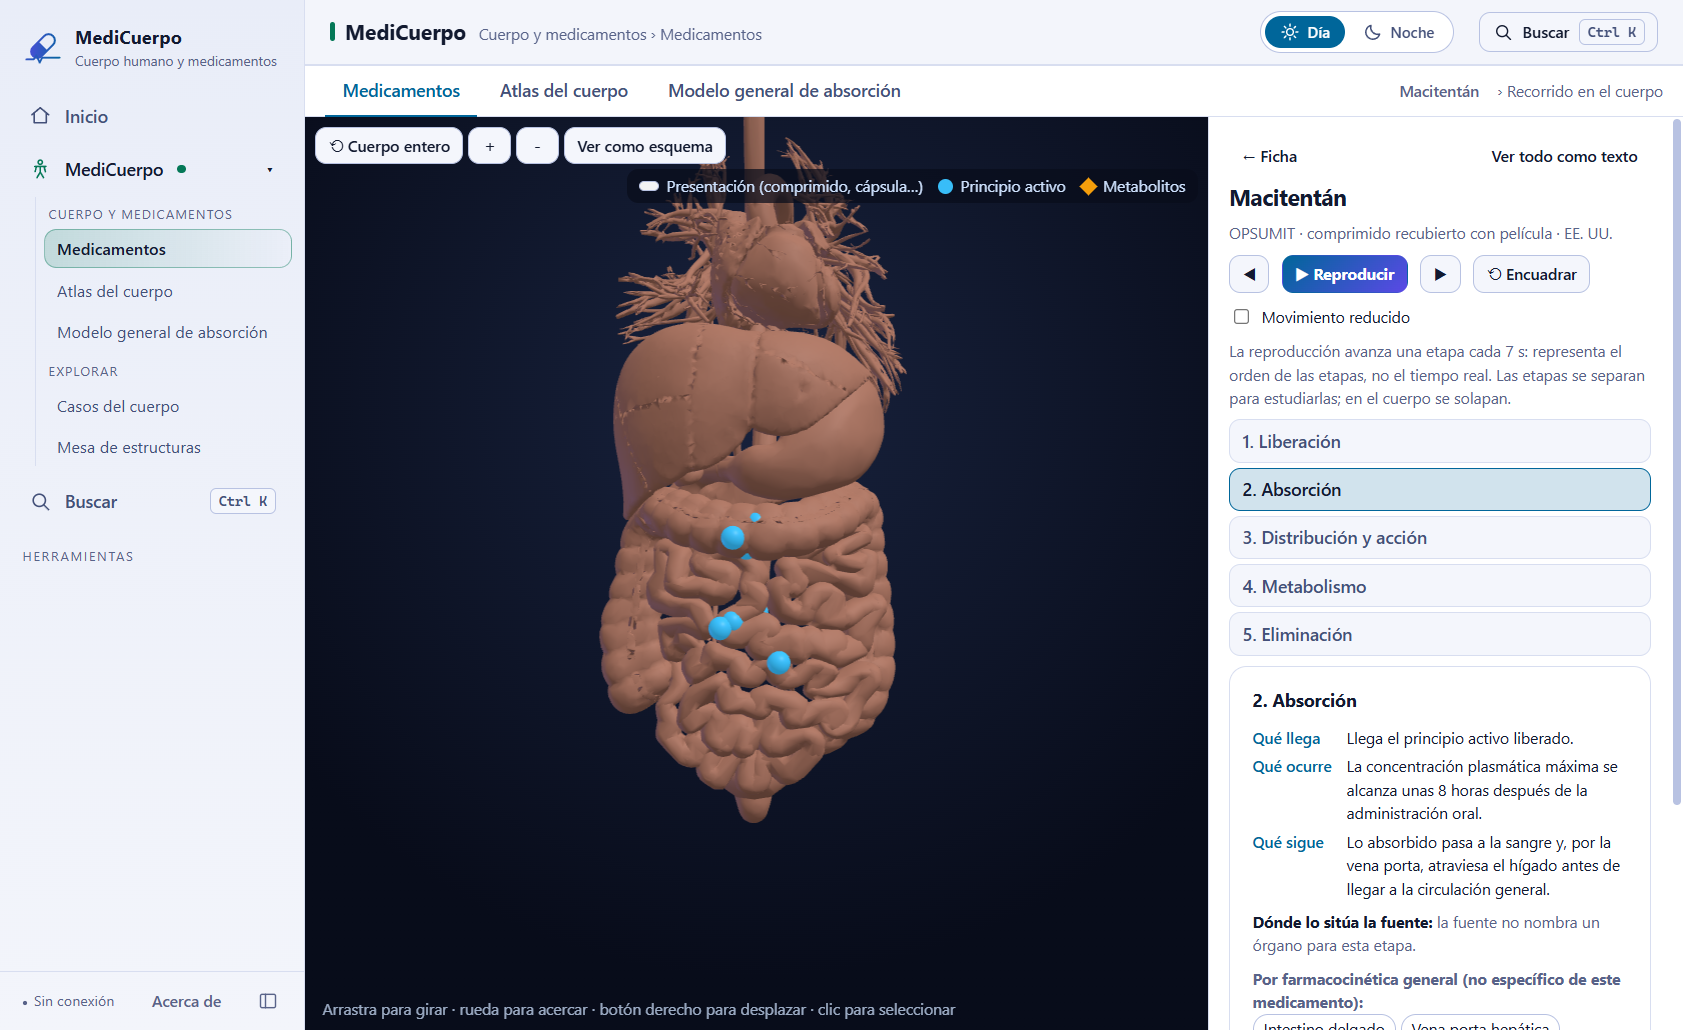 MediCuerpo
Cuerpo humano y medicamentos
Inicio
MediCuerpo
CUERPO Y MEDICAMENTOS
Medicamentos
Atlas del cuerpo
Modelo general de absorción
EXPLORAR
Casos del cuerpo
Mesa de estructuras
Buscar
Ctrl K
HERRAMIENTAS
Sin conexión
Acerca de
MediCuerpo
Cuerpo y medicamentos › Medicamentos
Día
Noche
Buscar
Ctrl K
Medicamentos
Atlas del cuerpo
Modelo general de absorción
Macitentán
› Recorrido en el cuerpo
Cuerpo entero
+
-
Ver como esquema
Presentación (comprimido, cápsula...)
Principio activo
Metabolitos
Arrastra para girar · rueda para acercar · botón derecho para desplazar · clic para seleccionar
← Ficha
Ver todo como texto
Macitentán
OPSUMIT · comprimido recubierto con película · EE. UU.
Reproducir
Encuadrar
Movimiento reducido
La reproducción avanza una etapa cada 7 s: representa el
orden de las etapas, no el tiempo real. Las etapas se separan
para estudiarlas; en el cuerpo se solapan.
1. Liberación
2. Absorción
3. Distribución y acción
4. Metabolismo
5. Eliminación
2. Absorción
Qué llega
Llega el principio activo liberado.
Qué ocurre
La concentración plasmática máxima se
alcanza unas 8 horas después de la
administración oral.
Qué sigue
Lo absorbido pasa a la sangre y, por la
vena porta, atraviesa el hígado antes de
llegar a la circulación general.
Dónde lo sitúa la fuente: la fuente no nombra un
órgano para esta etapa.
Por farmacocinética general (no específico de este
medicamento):
Intestino delgado
Vena porta hepática